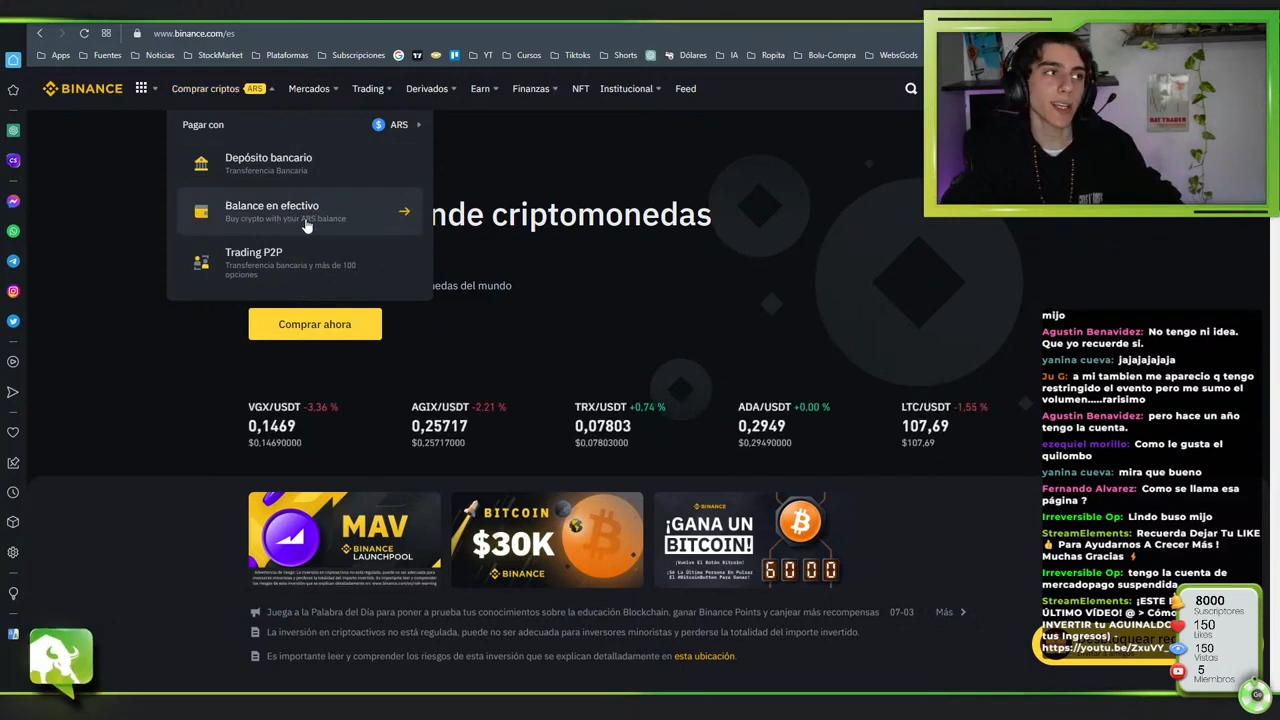 www.binance.com/es
Apps
Fuentes
Noticias
StockMarket
Plataformas
Subscripciones
YT
Cursos
Tiktoks
Shorts
Dólares
IA
Ropita
Bolu-Compra
WebsGods
BINANCE
Comprar criptos
ARS
Mercados
Trading
Derivados
Earn
Finanzas
NFT
Institucional
Feed
Pagar con
ARS
Depósito bancario
Transferencia Bancaria
Balance en efectivo
Buy crypto with your ARS balance
Trading P2P
Transferencia bancaria y más de 100
opciones
nde criptomonedas
edas del mundo
Comprar ahora
VGX/USDT -3,36 %
0,1469
$0,14690000
AGIX/USDT -2,21 %
0,25717
$0,25717000
TRX/USDT +0,74 %
0,07803
$0,07803000
ADA/USDT +0,00 %
0,2949
$0,29490000
LTC/USDT -1,55 %
107,69
$107,69
MAV
BINANCE
LAUNCHPOOL
BITCOIN
$30K
BINANCE
BINANCE
¡GANA UN
BITCOIN!
6000
Juega a la Palabra del Día para poner a prueba tus conocimientos sobre la educación Blockchain, ganar Binance Points y canjear más recompensas
07-03
Más
La inversión en criptoactivos no está regulada, puede no ser adecuada para inversores minoristas y perderse la totalidad del importe invertido.
Es importante leer y comprender los riesgos de esta inversión que se explican detalladamente en esta ubicación.
mijo
Agustin Benavidez: No tengo ni idea.
Que yo recuerde si.
yanina cueva: jajajajajaja
Ju G: a mi tambien me aparecio q tengo
restringido el evento pero me sumo el
volumen.....rarisimo
Agustin Benavidez: pero hace un año
tengo la cuenta.
ezequiel morillo: Como le gusta el
quilombo
yanina cueva: mira que bueno
Fernando Alvarez: Como se llama esa
página ?
Irreversible Op: Lindo buso mijo
StreamElements: Recuerda Dejar Tu LIKE
Para Ayudarnos A Crecer Más !
Muchas Gracias
Irreversible Op: tengo la cuenta de
mercadopago suspendida
StreamElements: ¡ESTE E
ÚLTIMO VÍDEO! @ > Cómo
INVERTIR tu AGUINALDO
tus Ingresos) -
https://youtu.be/ZxuVY_
8000
Suscriptores
150
Likes
150
Vistas
5
Miembros
Go